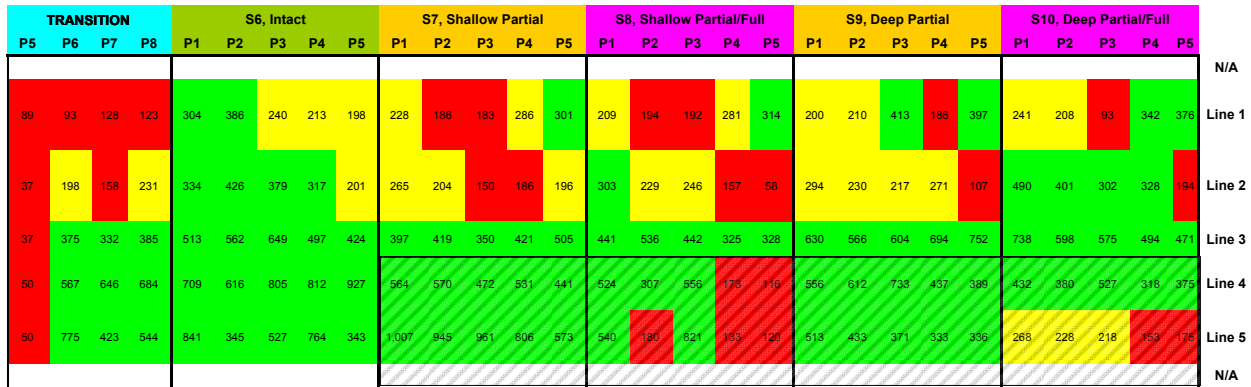 TRANSITION S6, Intact S7, Shallow Partial S8, Shallow Partial/Full S9, Deep Partial S10, Deep Partial/Full
P5 P6 P7 P8 P1 P2 P3 P4 P5 P1 P2 P3 P4 P5 P1 P2 P3 P4 P5 P1 P2 P3 P4 P5 P1 P2 P3 P4 P5
N/A
89 93 128 123 304 386 240 213 198 228 186 183 286 301 209 194 192 281 314 200 210 413 186 397 241 208 93 342 376 Line 1
37 198 158 231 334 426 379 317 201 265 204 150 186 196 303 229 246 157 58 294 230 217 271 107 490 401 302 328 194 Line 2
37 375 332 385 513 562 649 497 424 397 419 350 421 505 441 536 442 325 328 630 566 604 694 752 738 598 575 494 471 Line 3
50 567 646 684 709 616 805 812 927 564 570 472 531 441 524 307 556 173 116 556 612 733 437 389 432 380 527 318 375 Line 4
50 775 423 544 841 345 527 764 343 1,007 945 961 806 573 540 180 821 133 120 513 433 371 333 336 268 228 218 153 175 Line 5
N/A